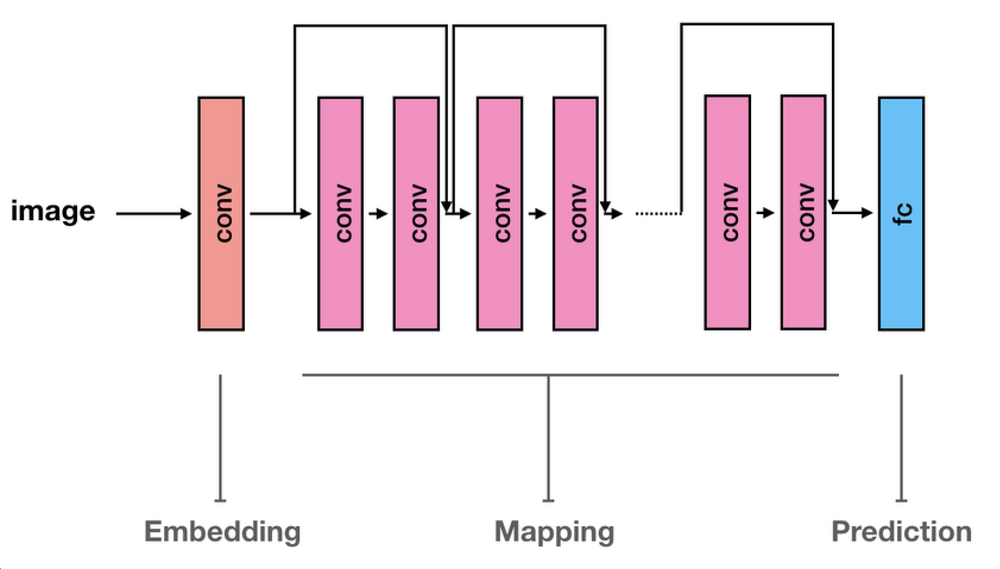 image
conv
conv
conv
conv
conv
conv
conv
fc
Embedding
Mapping
Prediction